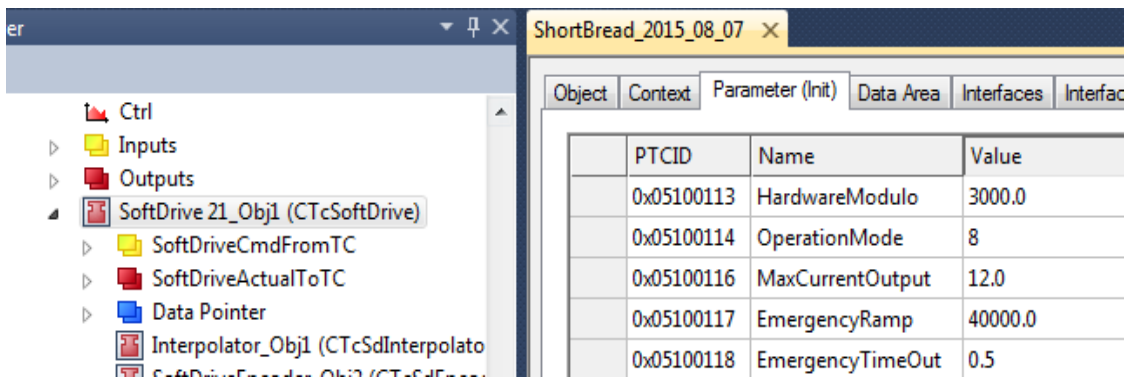 er
Ctrl
Inputs
Outputs
SoftDrive 21_Obj1 (CTcSoftDrive)
SoftDriveCmdFromTC
SoftDriveActualToTC
Data Pointer
Interpolator_Obj1 (CTcSdInterpolato
ShortBread_2015_08_07
Object Context Parameter (Init) Data Area Interfaces Interfac
PTCID Name Value
0x05100113 HardwareModulo 3000.0
0x05100114 OperationMode 8
0x05100116 MaxCurrentOutput 12.0
0x05100117 EmergencyRamp 40000.0
0x05100118 EmergencyTimeOut 0.5